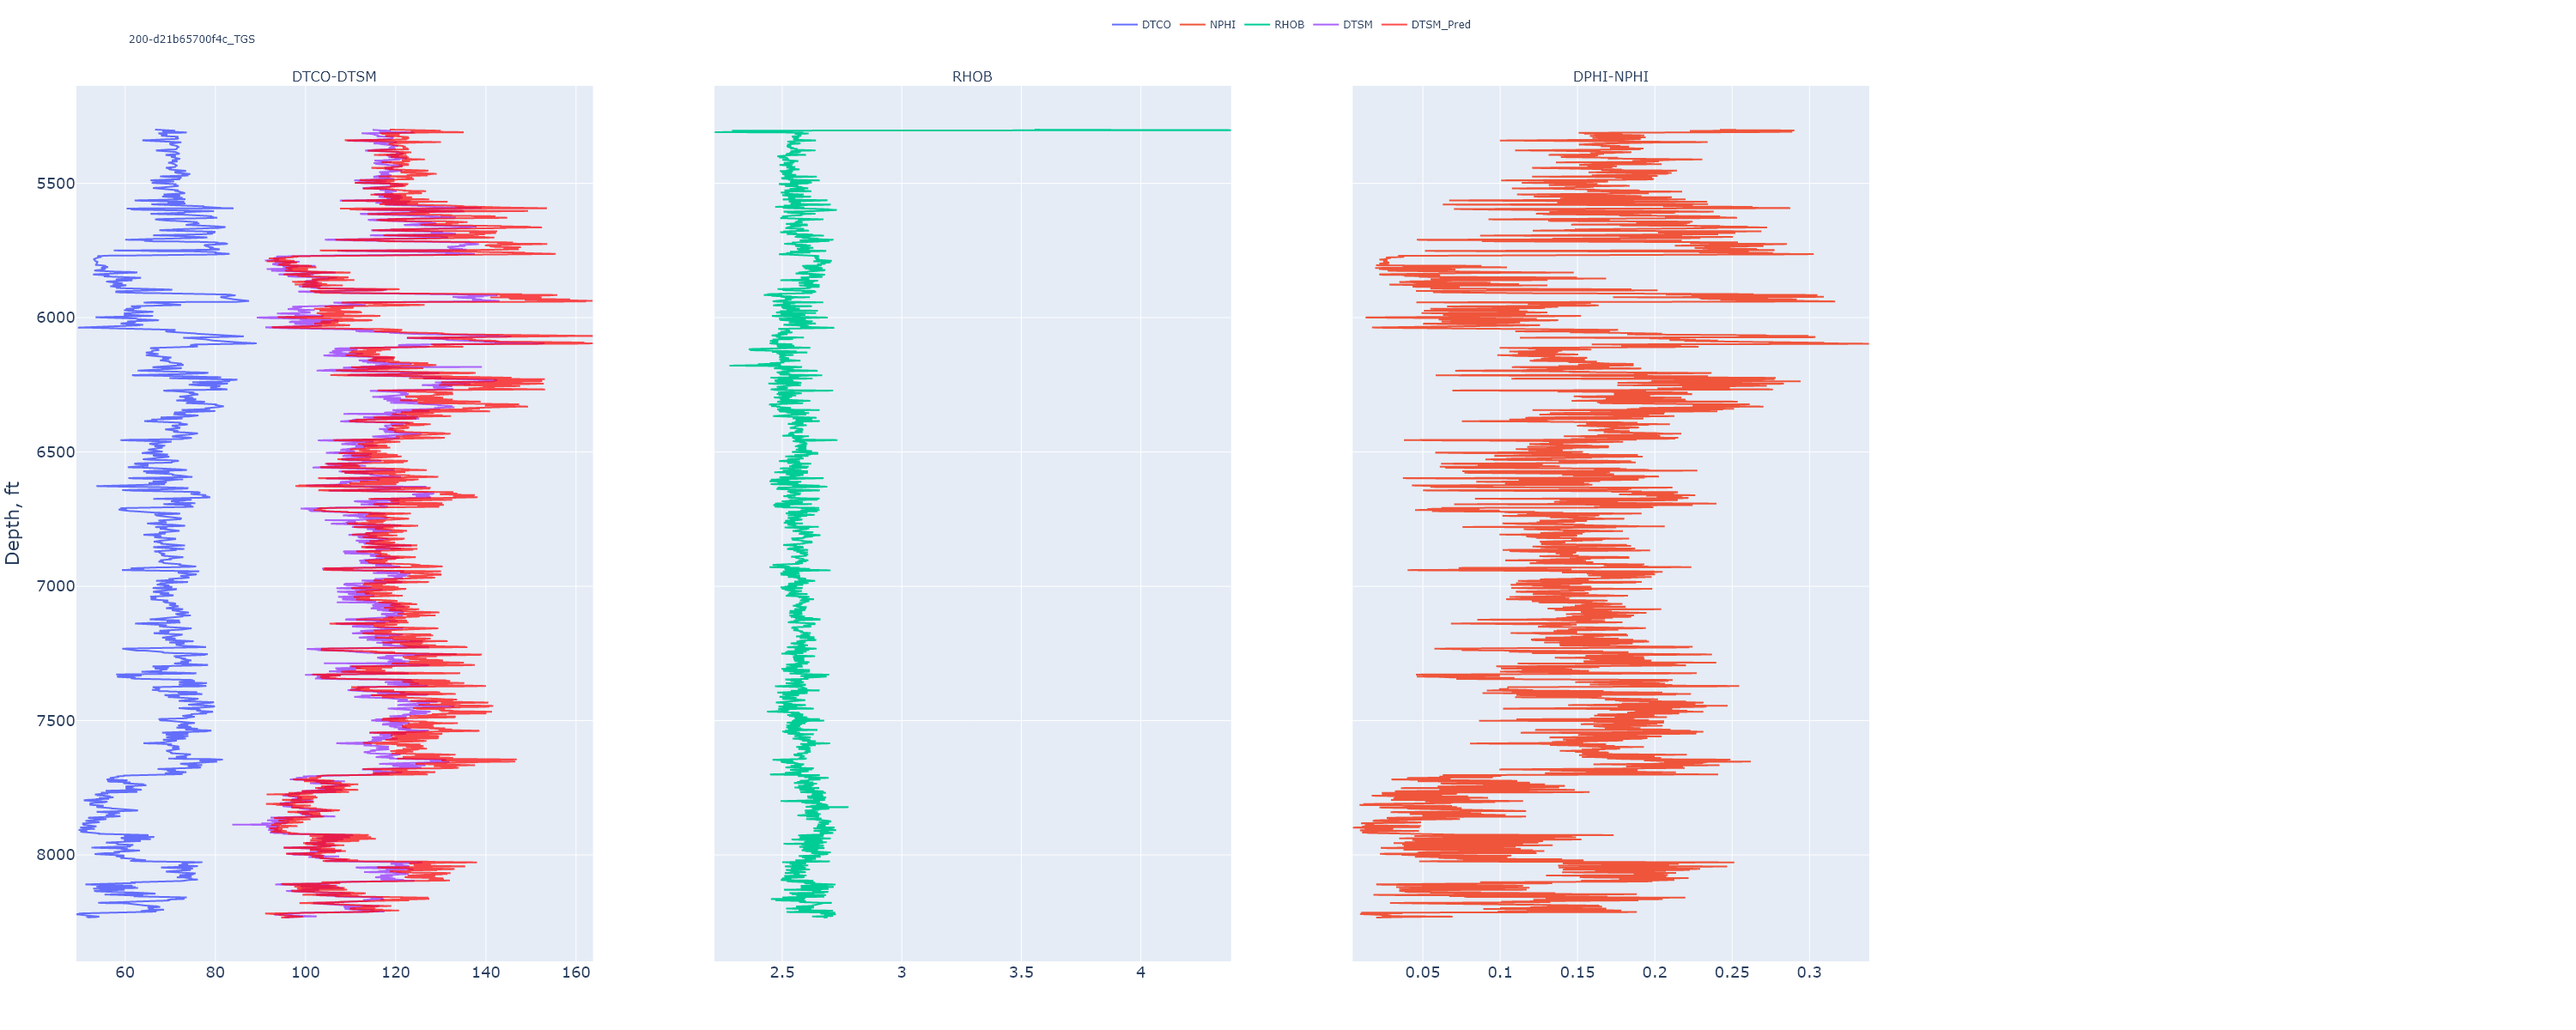 DTCO NPHI RHOB DTSM DTSM_Pred
200-d21b65700f4c_TGS
DTCO-DTSM RHOB DPHI-NPHI
5500
6000
6500
7000
7500
8000
Depth, ft
60 80 100 120 140 160 2.5 3 3.5 4 0.05 0.1 0.15 0.2 0.25 0.3